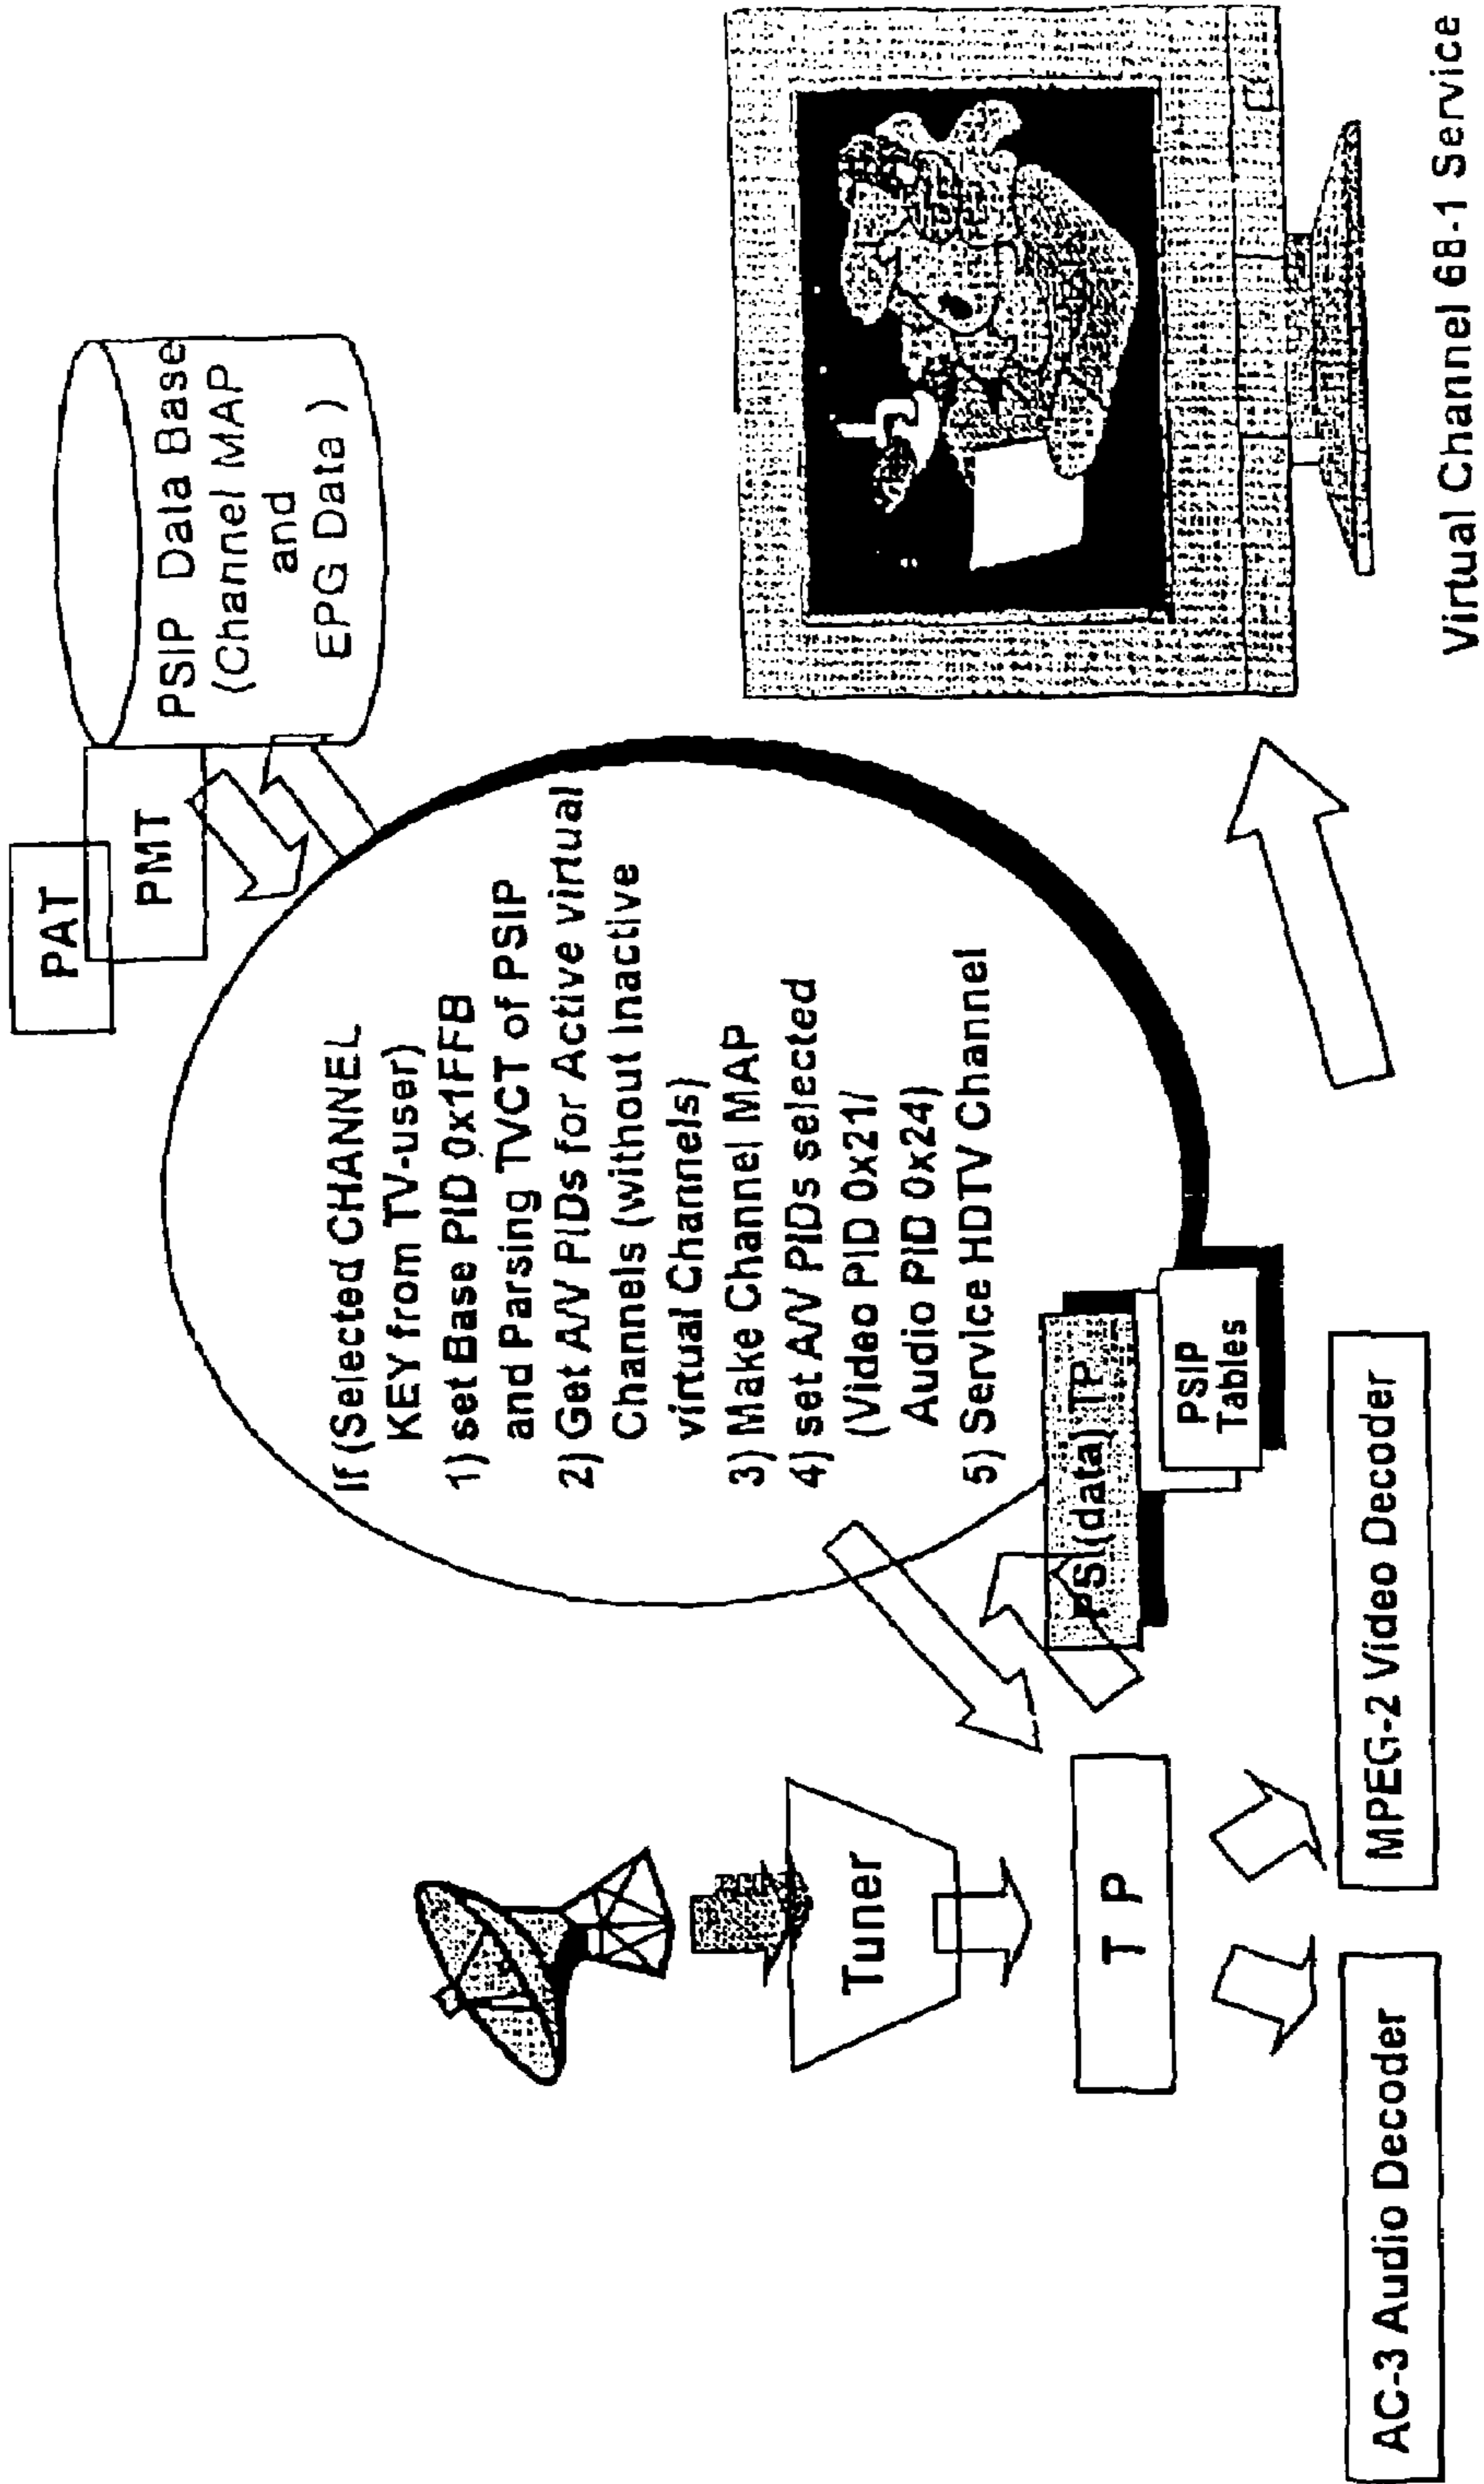 PAT
PMT
PSIP Data Base
(Channel MAP
and
EPG Data )
If (Selected CHANNEL
KEY from TV-user)
1) set Base PID 0x1FFB
and Parsing TVCT of PSIP
2) Get A/V PIDs for Active virtual
Channels (without Inactive
virtual Channels)
3) Make Channel MAP
4) set A/V PIDs selected
(Video PID 0x21/
Audio PID 0x24)
5) Service HDTV Channel
Tuner
T P
PSI(data) TP
PSIP
Tables
AC-3 Audio Decoder
MPEG-2 Video Decoder
Virtual Channel 68-1 Service